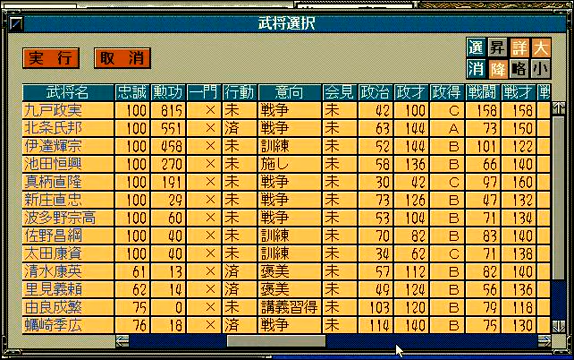 武将選択
実行 取消 選 昇 詳 大
消 降 略 小
武将名 忠誠 勲功 一門 行動 意向 会見 政治 政才 政得 戦闘 戦才 戦
九戸政実 100 815 × 未 戦争 未 42 100 C 158 158
北条氏邦 100 551 × 済 戦争 未 63 144 A 73 150
伊達輝宗 100 458 × 未 訓練 未 52 144 B 101 122
池田恒興 100 270 × 未 施し 未 58 136 B 66 140
真柄直隆 100 191 × 未 戦争 未 30 42 C 97 160
新庄直忠 100 29 × 未 戦争 未 73 126 B 47 132
波多野宗高 100 60 × 未 戦争 未 53 104 B 71 134
佐野昌綱 100 40 × 未 訓練 未 70 82 B 83 140
太田康資 100 40 × 未 訓練 未 34 62 C 71 138
清水康英 61 13 × 済 褒美 未 57 112 B 82 140
里見義頼 62 14 × 済 褒美 未 49 124 B 56 136
由良成繁 75 0 × 未 講義習得 未 103 120 B 79 118
蠣崎季広 76 18 × 済 戦争 未 114 140 B 75 130